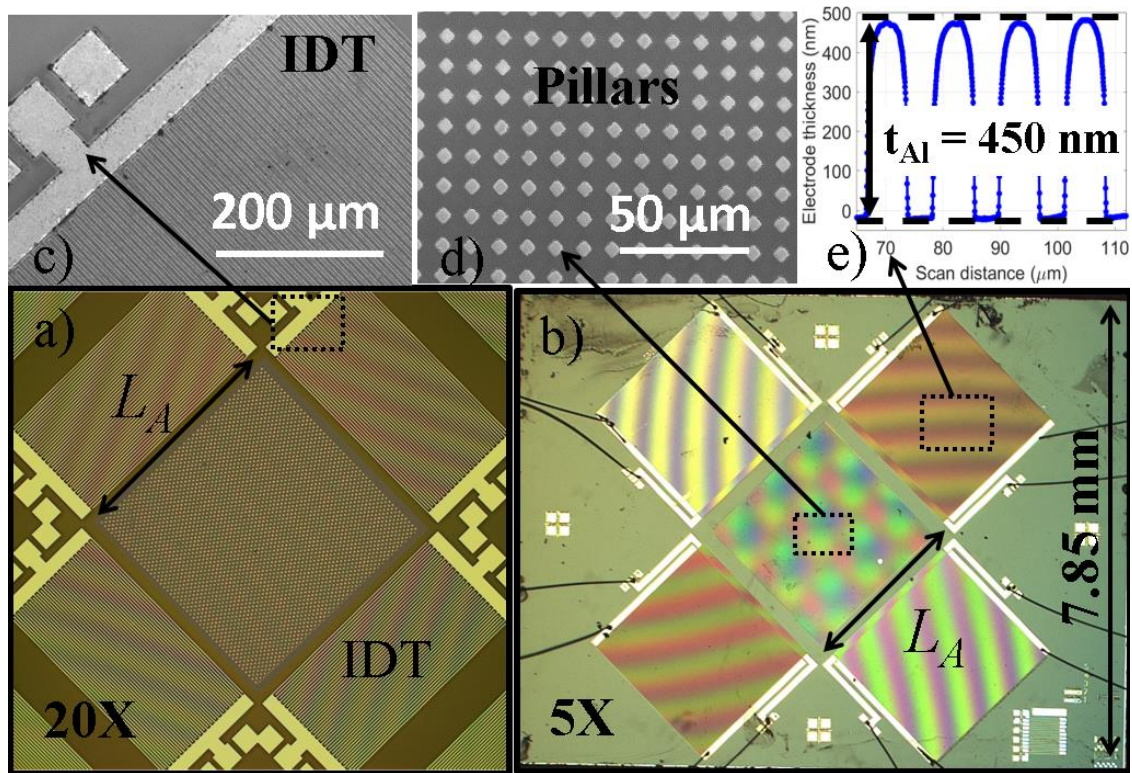 c)
IDT
200 µm
d)
Pillars
50 µm
e)
Electrode thickness
(nm)
500
400
300
200
100
0
t_Al = 450 nm
65 70 80 90 100 110
Scan distance (µm)
a)
L_A
IDT
20X
b)
L_A
7.85 mm
5X